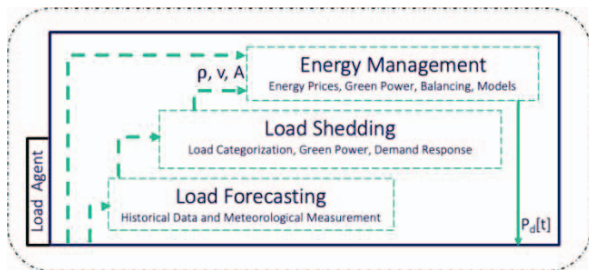 Energy Management
Energy Prices, Green Power, Balancing, Models
ρ, v, A
Load Shedding
Load Categorization, Green Power, Demand Response
Load Forecasting
Historical Data and Meteorological Measurement
Load Agent
Pd[t]